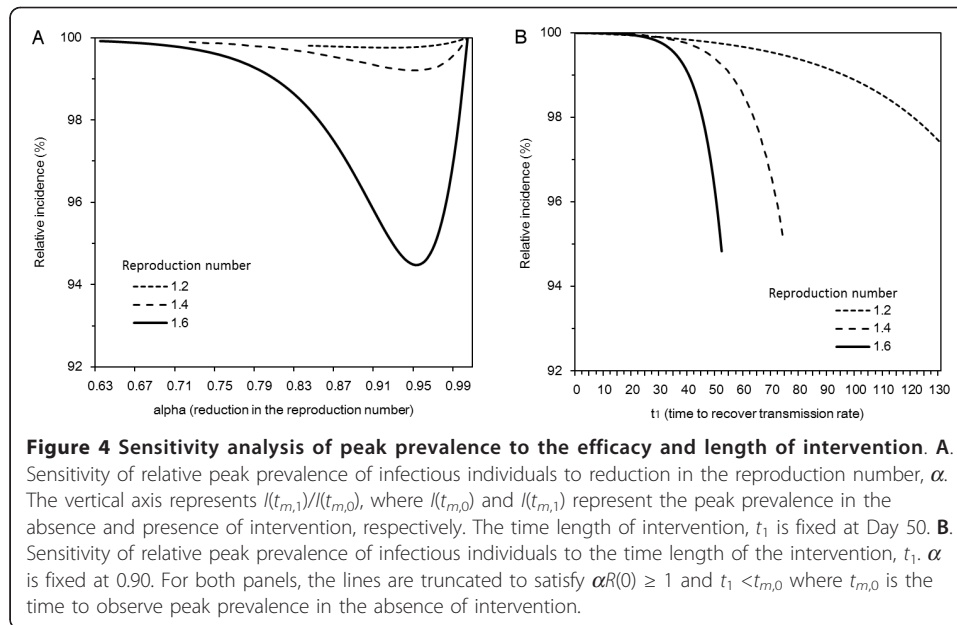 A
B
100
98
96
94
92
Relative incidence (%)
Reproduction number
1.2
1.4
1.6
0.63 0.67 0.71 0.75 0.79 0.83 0.87 0.91 0.95 0.99
alpha (reduction in the reproduction number)
100
98
96
94
92
Relative incidence (%)
Reproduction number
1.2
1.4
1.6
0 10 20 30 40 50 60 70 80 90 100 110 120 130
t1 (time to recover transmission rate)
Figure 4 Sensitivity analysis of peak prevalence to the efficacy and length of intervention. A.
Sensitivity of relative peak prevalence of infectious individuals to reduction in the reproduction number, α.
The vertical axis represents I(tm,1)/I(tm,0), where I(tm,0) and I(tm,1) represent the peak prevalence in the
absence and presence of intervention, respectively. The time length of intervention, t1 is fixed at Day 50. B.
Sensitivity of relative peak prevalence of infectious individuals to the time length of the intervention, t1. α
is fixed at 0.90. For both panels, the lines are truncated to satisfy αR(0) ≥ 1 and t1 <tm,0 where tm,0 is the
time to observe peak prevalence in the absence of intervention.